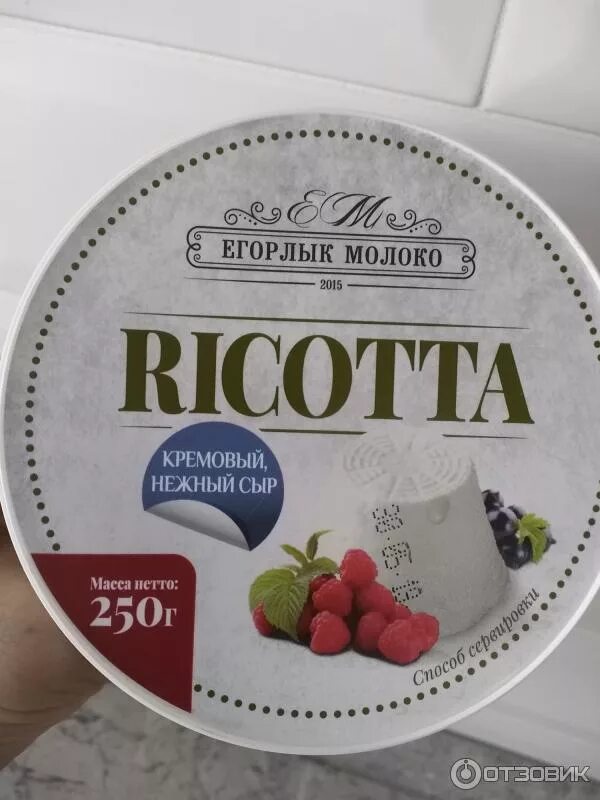 ЕМ
ЕГОРЛЫК МОЛОКО
2015
RICOTTA
КРЕМОВЫЙ,
НЕЖНЫЙ СЫР
Масса нетто:
250г
Способ сервировки
ОТЗОВИК